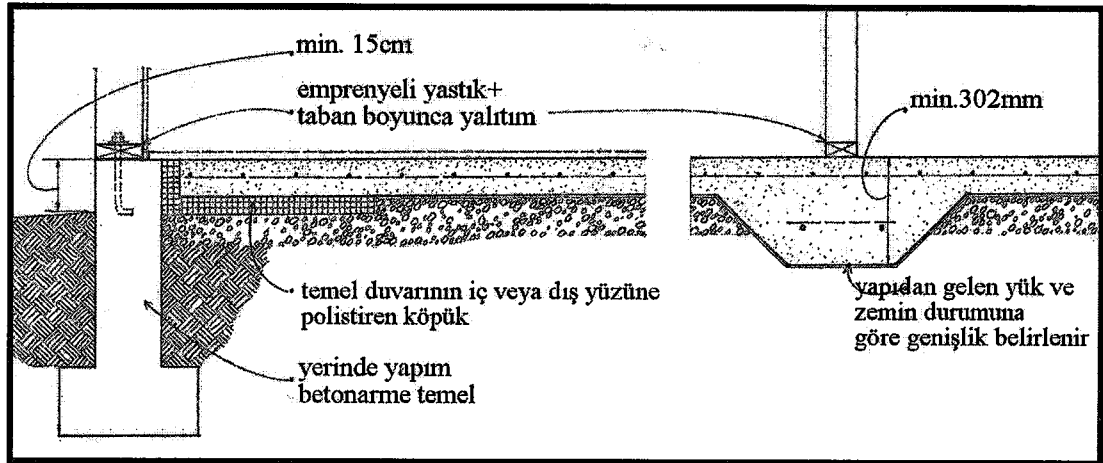 min. 15cm
emprenyeli yastık+
taban boyunca yalıtım
min.302mm
temel duvarının iç veya dış yüzüne
polistiren köpük
yerinde yapım
betonarme temel
yapıdan gelen yük ve
zemin durumuna
göre genişlik belirlenir